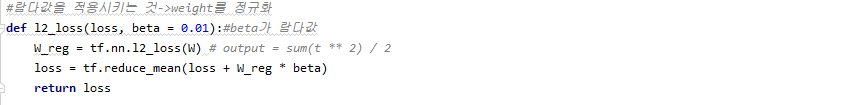 #람다값을 적용시키는 것->weight를 정규화
def l2_loss(loss, beta = 0.01):#beta가 람다값
    W_reg = tf.nn.l2_loss(W) # output = sum(t ** 2) / 2
    loss = tf.reduce_mean(loss + W_reg * beta)
    return loss